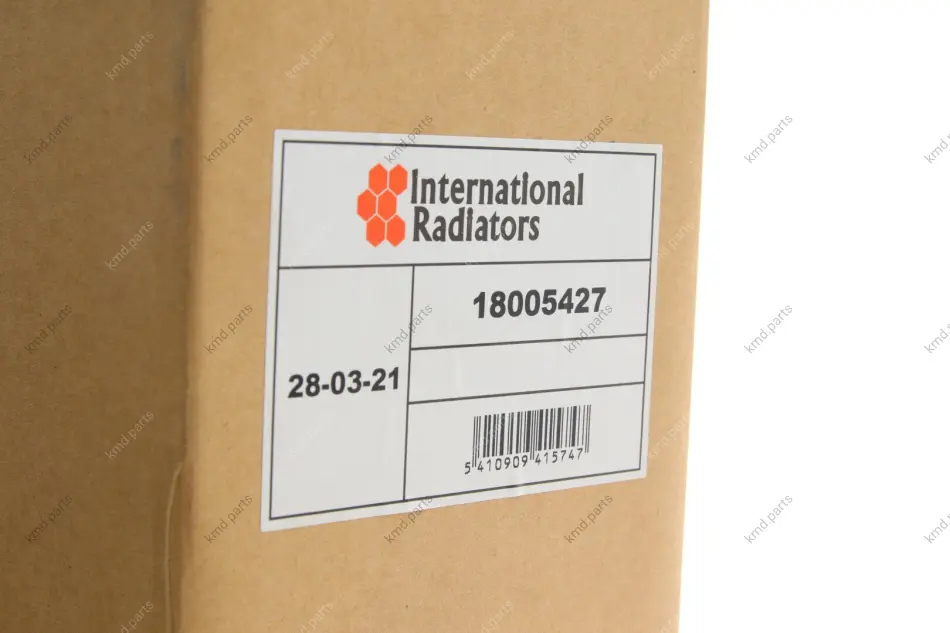 International
Radiators
18005427
28-03-21
5 410909 415747
kmd.parts